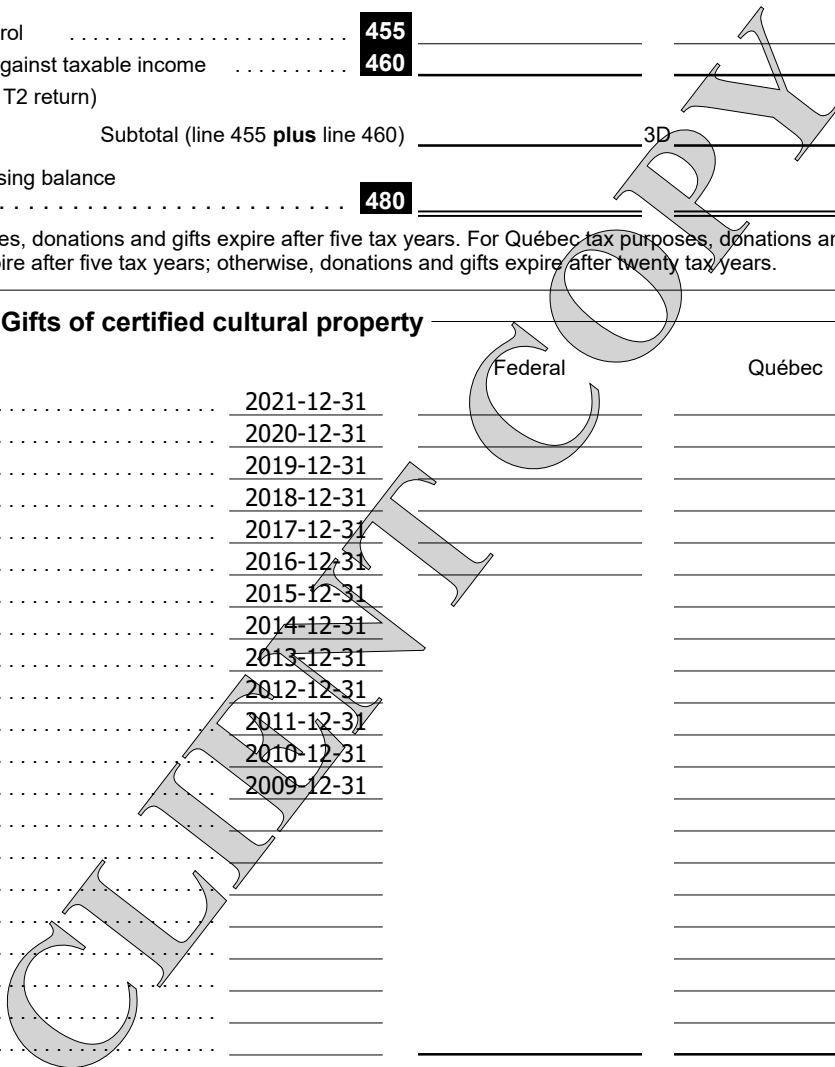 rol . . . . . . . . . . . . . . . . . . . . . . . . 455
gainst taxable income . . . . . . . . . . 460
T2 return)
Subtotal (line 455 plus line 460) 3D
sing balance
. . . . . . . . . . . . . . . . . . . . . . . . 480
es, donations and gifts expire after five tax years. For Québec tax purposes, donations an
ire after five tax years; otherwise, donations and gifts expire after twenty tax years.
Gifts of certified cultural property
Federal Québec
2021-12-31
2020-12-31
2019-12-31
2018-12-31
2017-12-31
2016-12-31
2015-12-31
2014-12-31
2013-12-31
2012-12-31
2011-12-31
2010-12-31
2009-12-31
CLIENT COPY